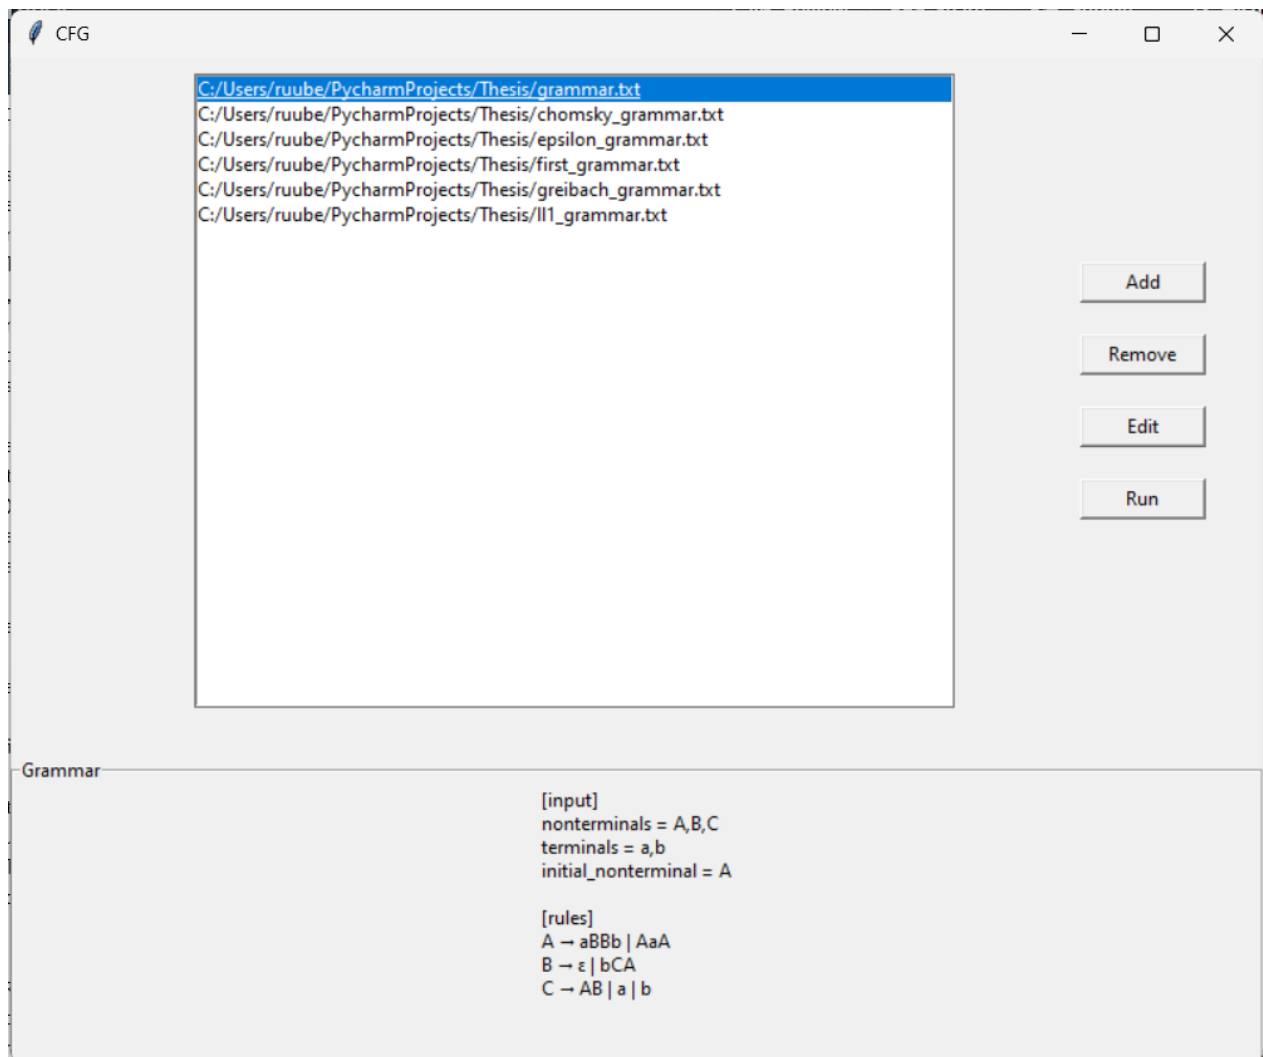 CFG
C:/Users/ruube/PycharmProjects/Thesis/grammar.txt
C:/Users/ruube/PycharmProjects/Thesis/chomsky_grammar.txt
C:/Users/ruube/PycharmProjects/Thesis/epsilon_grammar.txt
C:/Users/ruube/PycharmProjects/Thesis/first_grammar.txt
C:/Users/ruube/PycharmProjects/Thesis/greibach_grammar.txt
C:/Users/ruube/PycharmProjects/Thesis/ll1_grammar.txt
Add
Remove
Edit
Run
Grammar
[input]
nonterminals = A,B,C
terminals = a,b
initial_nonterminal = A
[rules]
A → aBBb | AaA
B → ε | bCA
C → AB | a | b